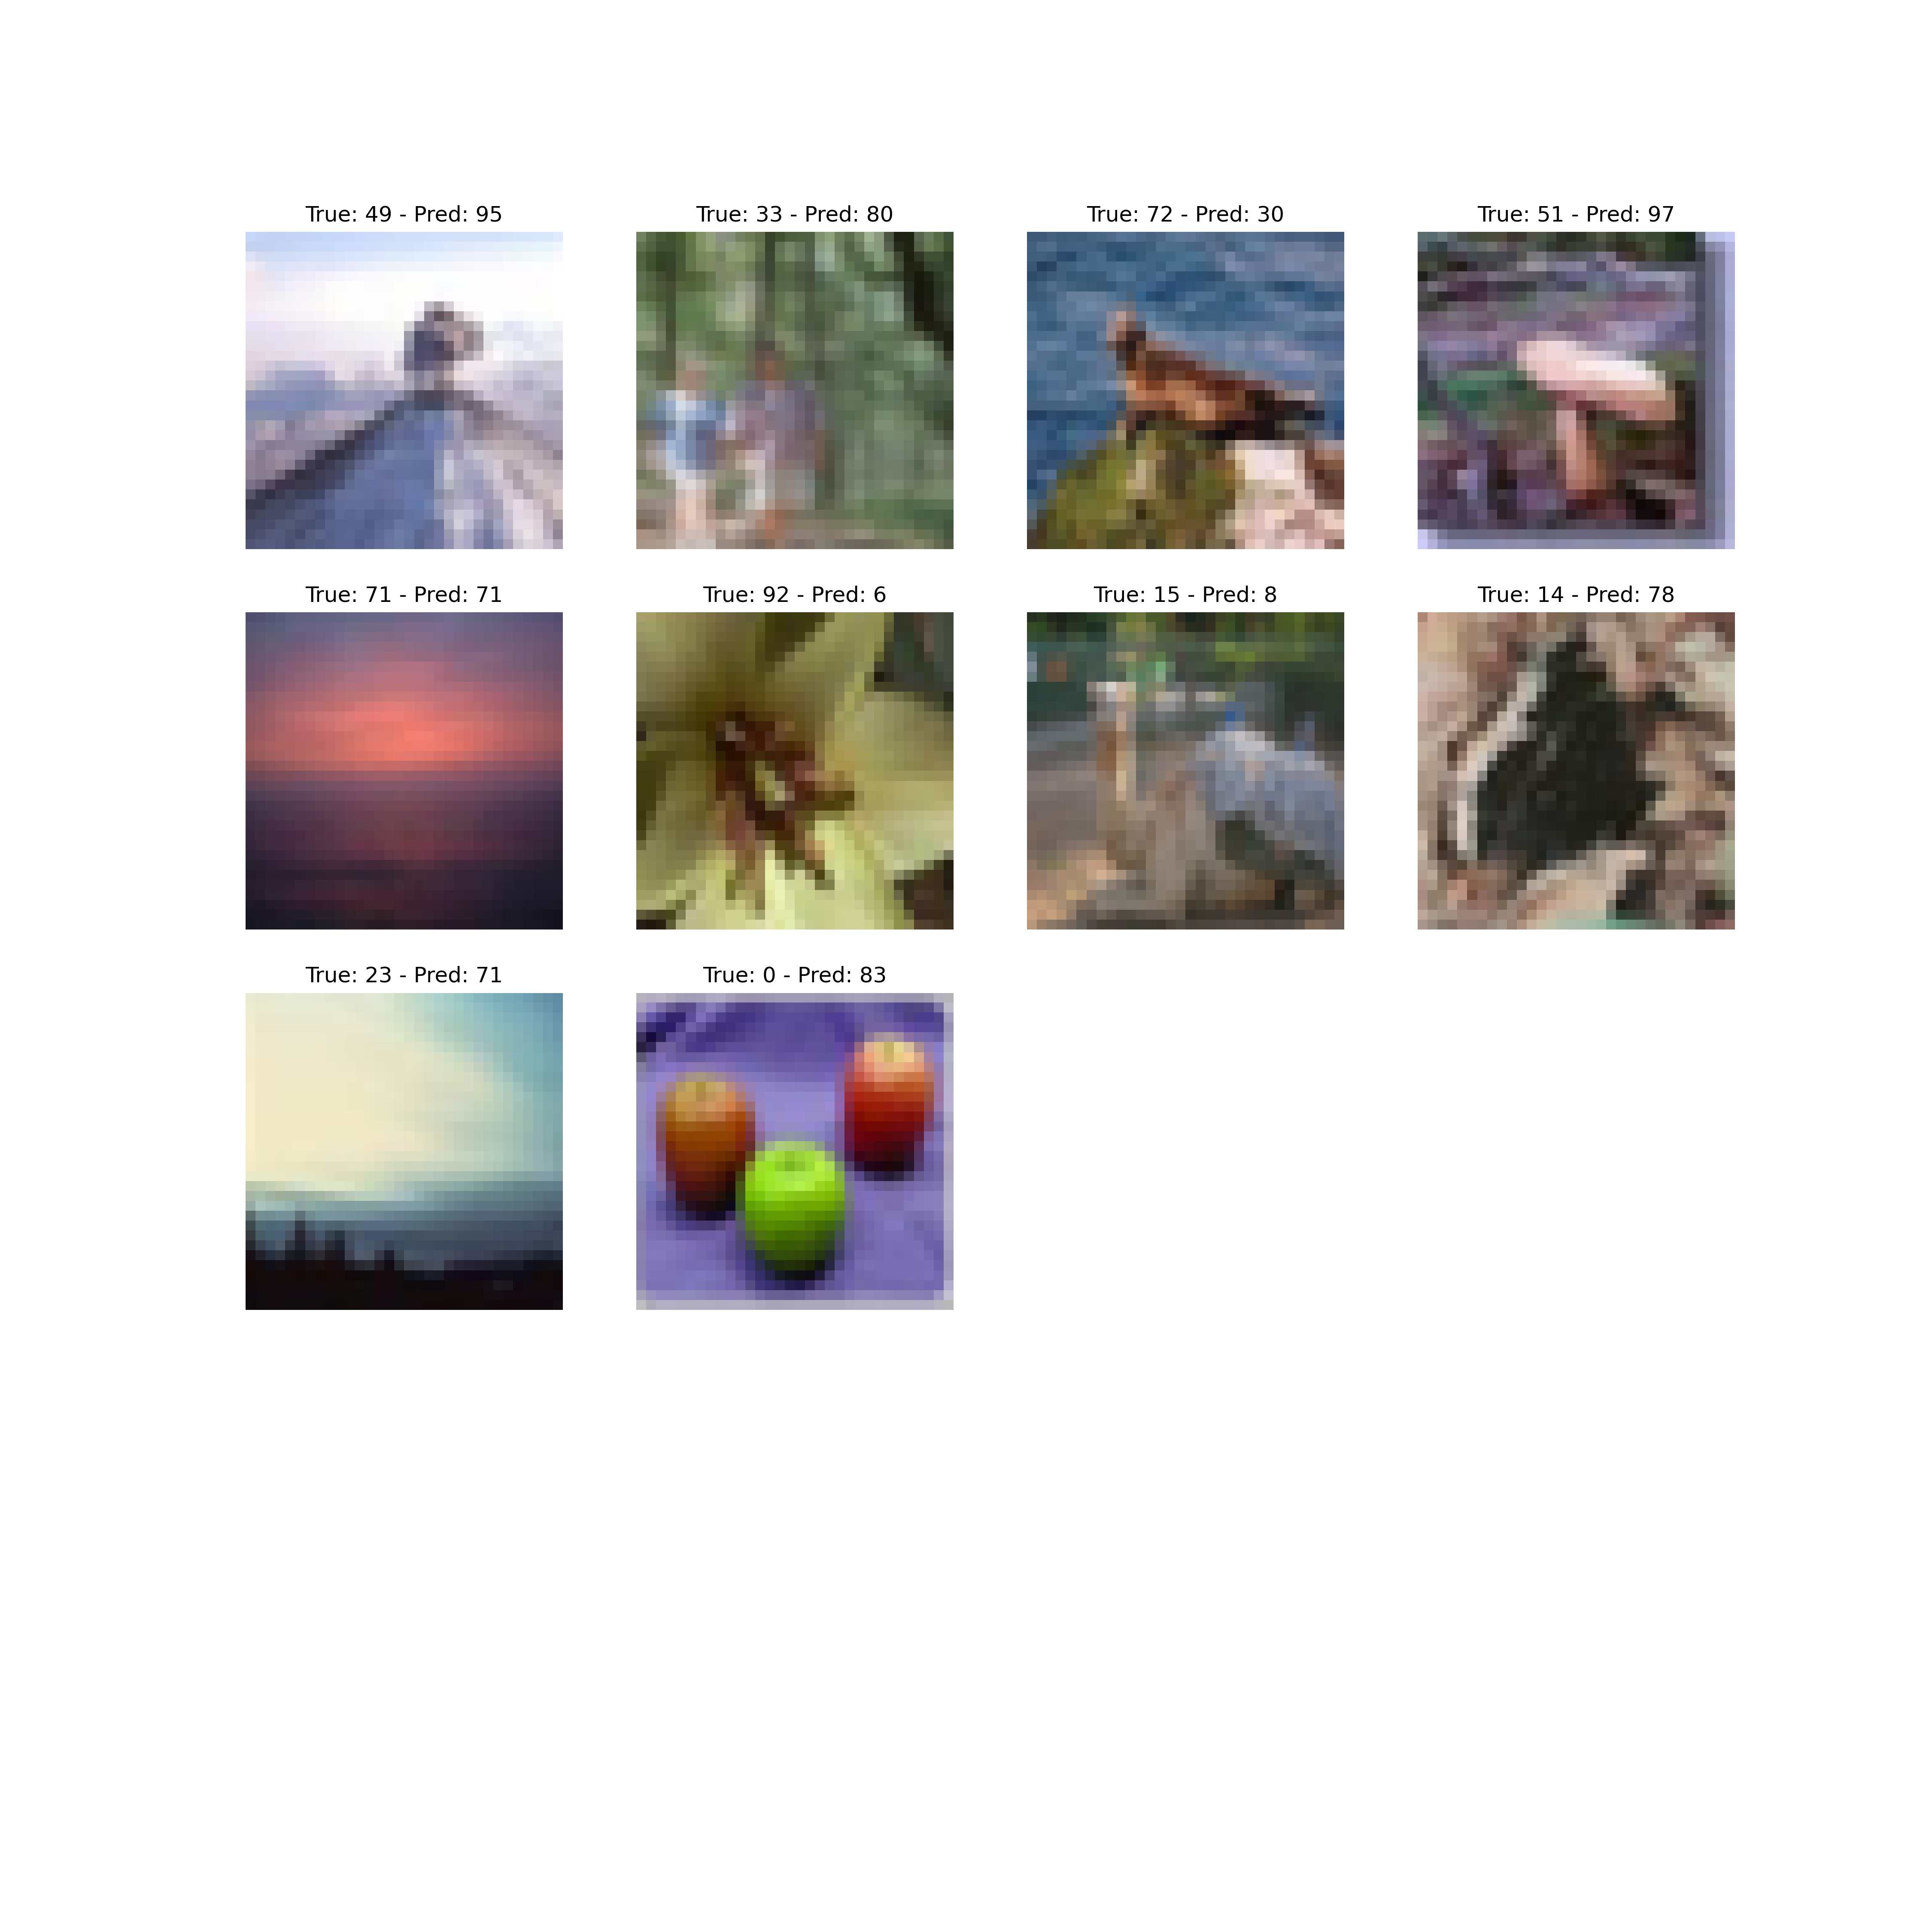 True: 49 - Pred: 95
True: 33 - Pred: 80
True: 72 - Pred: 30
True: 51 - Pred: 97
True: 71 - Pred: 71
True: 92 - Pred: 6
True: 15 - Pred: 8
True: 14 - Pred: 78
True: 23 - Pred: 71
True: 0 - Pred: 83